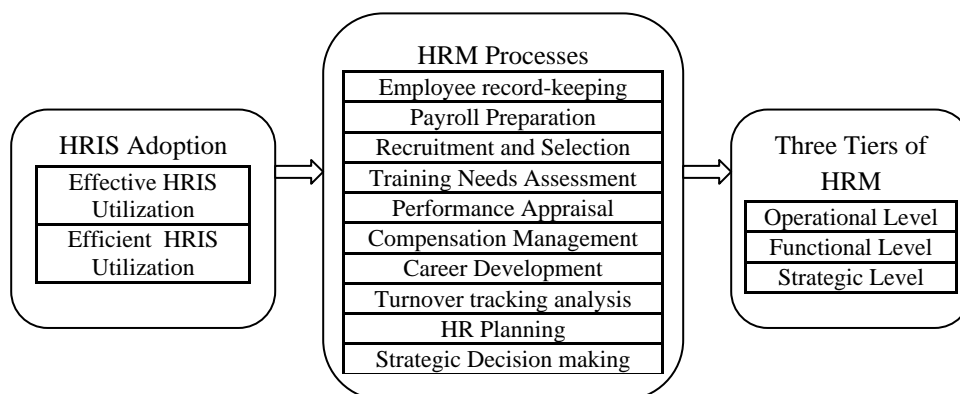 HRIS Adoption
Effective HRIS
Utilization
Efficient HRIS
Utilization
HRM Processes
Employee record-keeping
Payroll Preparation
Recruitment and Selection
Training Needs Assessment
Performance Appraisal
Compensation Management
Career Development
Turnover tracking analysis
HR Planning
Strategic Decision making
Three Tiers of
HRM
Operational Level
Functional Level
Strategic Level